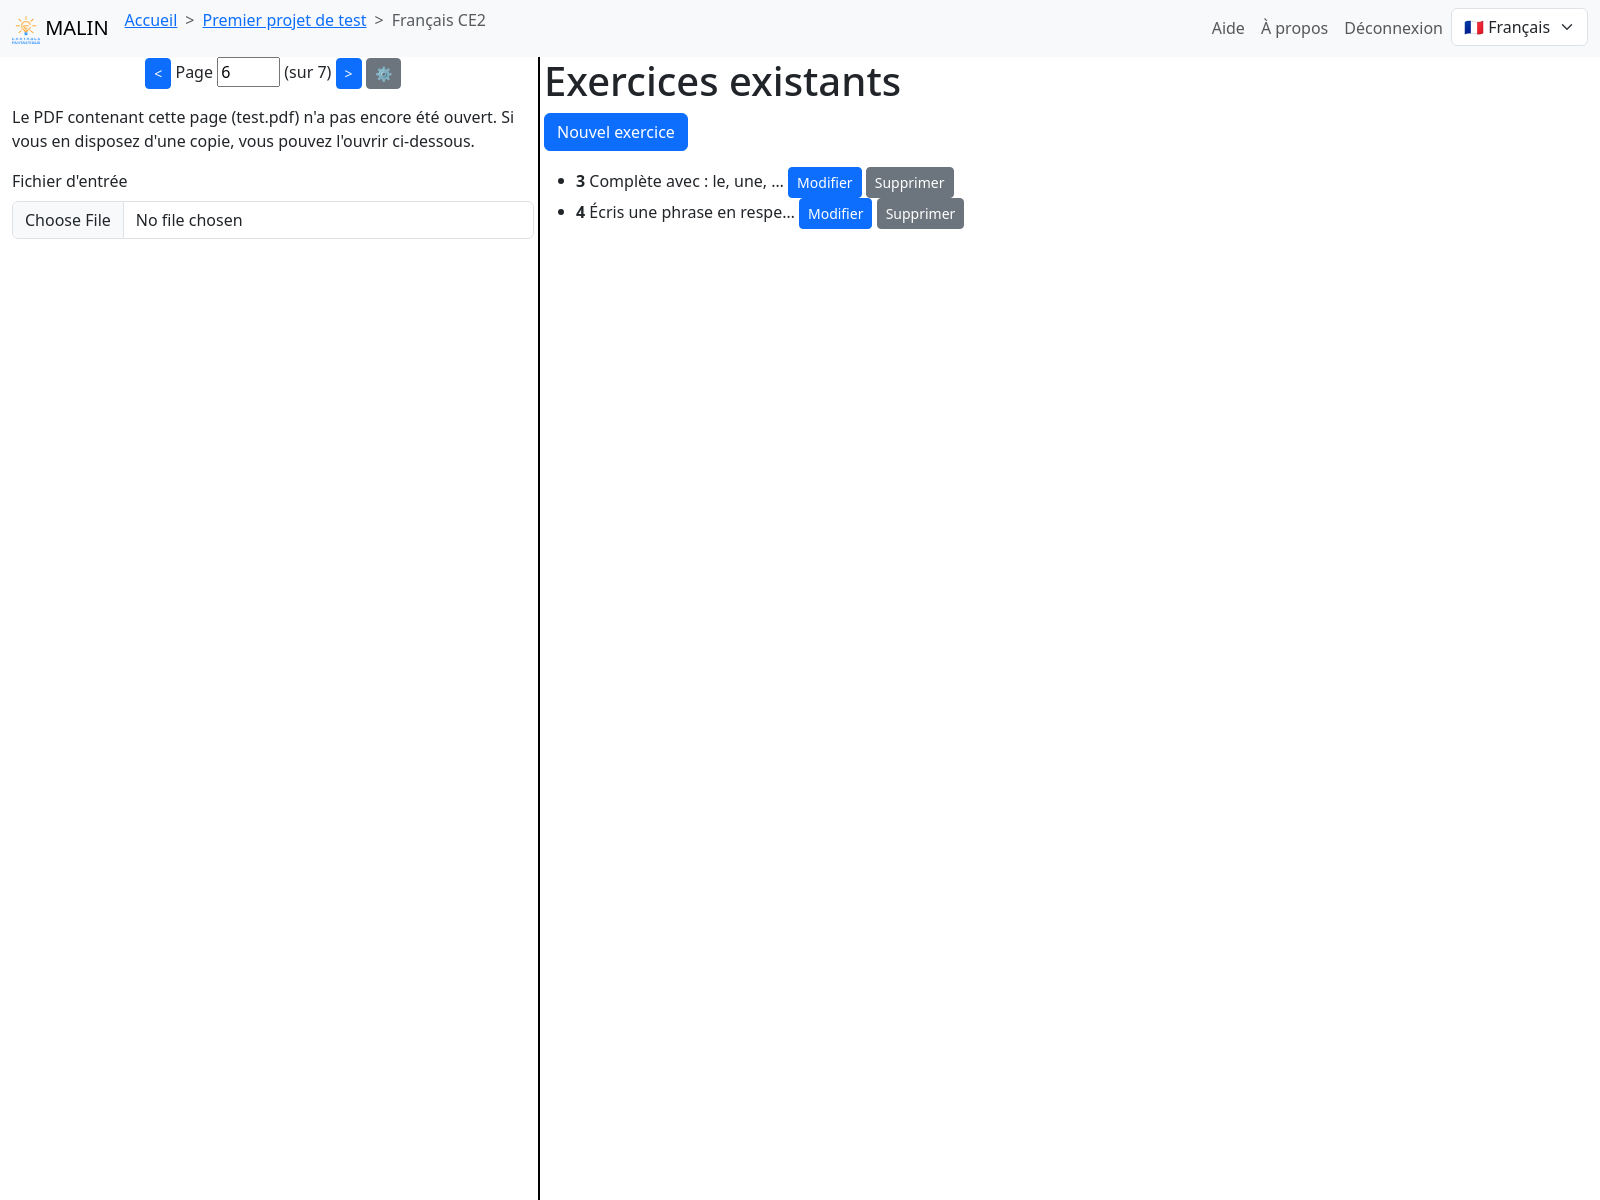 MALIN Accueil > Premier projet de test > Français CE2 Aide À propos Déconnexion 🇫🇷 Français
< Page 6 (sur 7) > ⚙️
Le PDF contenant cette page (test.pdf) n'a pas encore été ouvert. Si
vous en disposez d'une copie, vous pouvez l'ouvrir ci-dessous.
Fichier d'entrée
Choose File No file chosen
Exercices existants
Nouvel exercice
• 3 Complète avec : le, une, ... Modifier Supprimer
• 4 Écris une phrase en respe... Modifier Supprimer